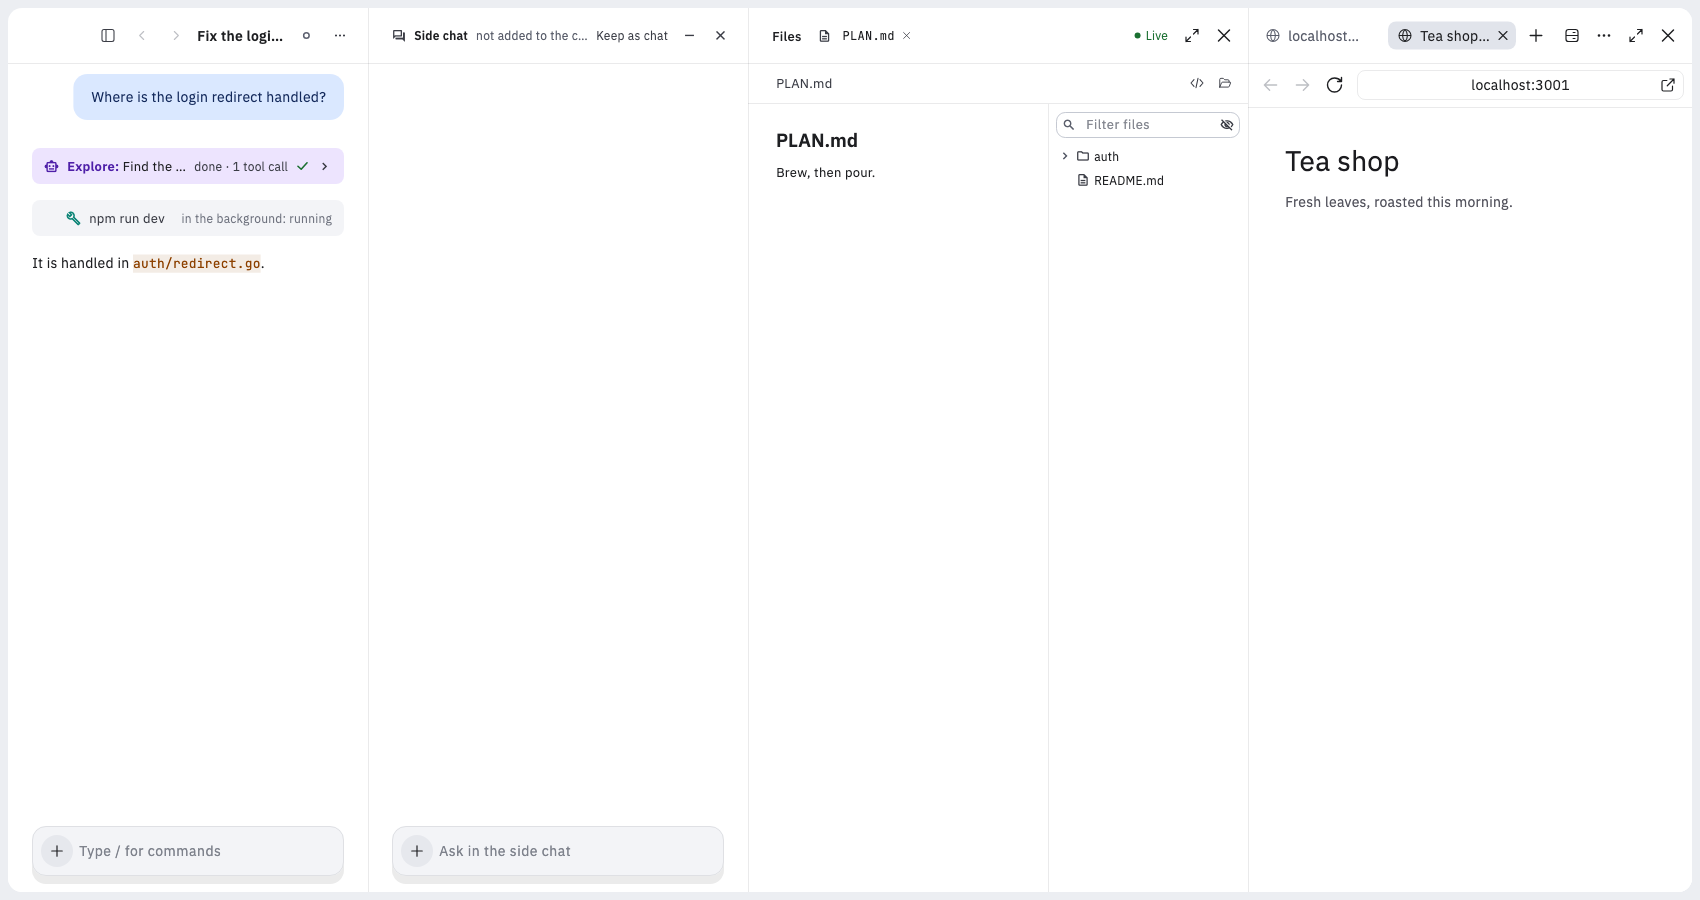 Fix the logi...
Where is the login redirect handled?
Explore: Find the ... done · 1 tool call
npm run dev in the background: running
It is handled in auth/redirect.go.
Type / for commands
Side chat not added to the c... Keep as chat
Ask in the side chat
Files PLAN.md Live
PLAN.md
PLAN.md
Brew, then pour.
Filter files
auth
README.md
localhost... Tea shop...
localhost:3001
Tea shop
Fresh leaves, roasted this morning.